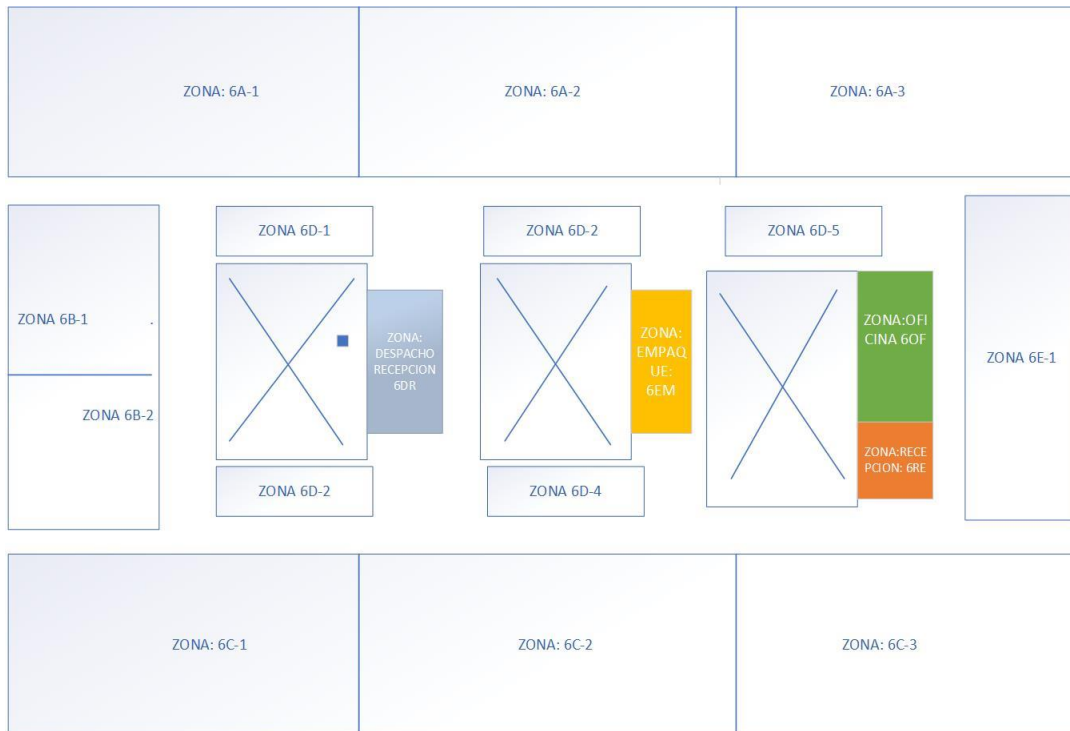 ZONA: 6A-1
ZONA: 6A-2
ZONA: 6A-3
ZONA 6D-1
ZONA 6D-2
ZONA 6D-5
ZONA 6B-1
.
ZONA 6B-2
ZONA:
DESPACHO
RECEPCION
6DR
ZONA:
EMPAQ
UE:
6EM
ZONA:OFI
CINA 6OF
ZONA:RECE
PCION: 6RE
ZONA 6E-1
ZONA 6D-2
ZONA 6D-4
ZONA: 6C-1
ZONA: 6C-2
ZONA: 6C-3